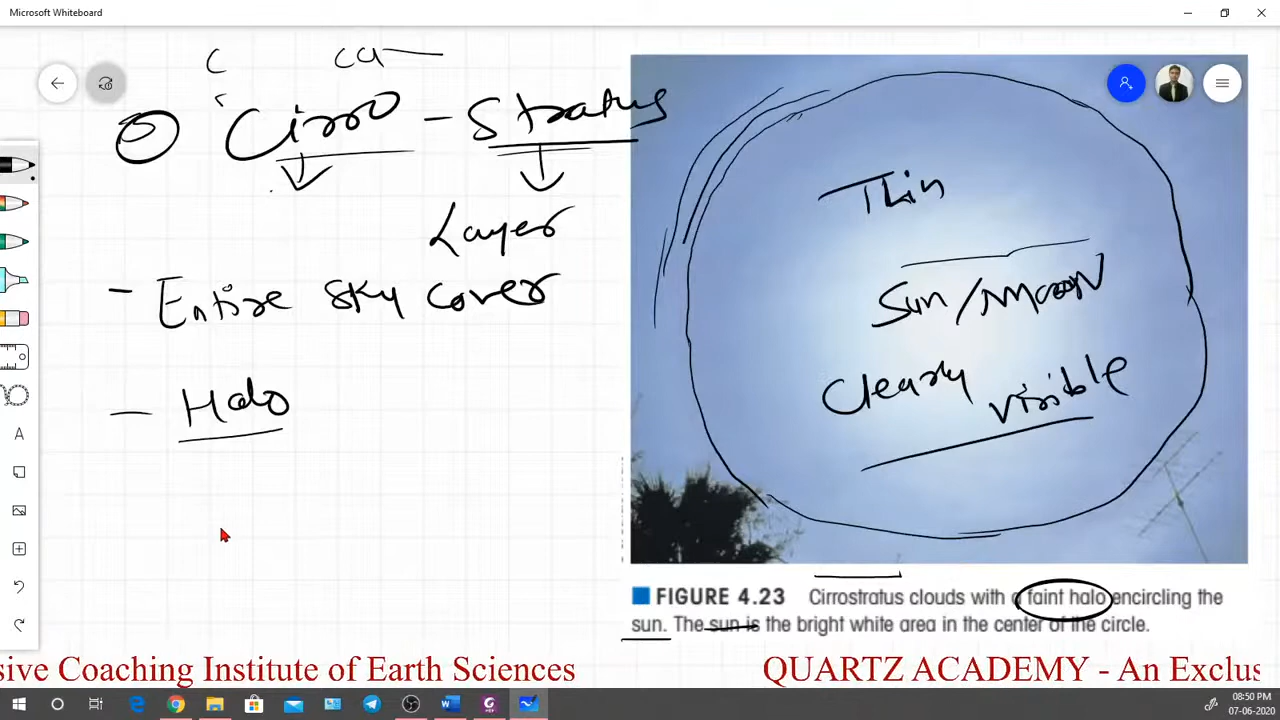 Microsoft Whiteboard
C Ca
Cirro - Stratus
Layer
- Entire Sky cover
- Halo
Thin
Sun/Moon
Clearly visible
FIGURE 4.23 Cirrostratus clouds with a faint halo encircling the
sun. The sun is the bright white area in the center of the circle.
sive Coaching Institute of Earth Sciences QUARTZ ACADEMY - An Exclus
08:50 PM
07-06-2020